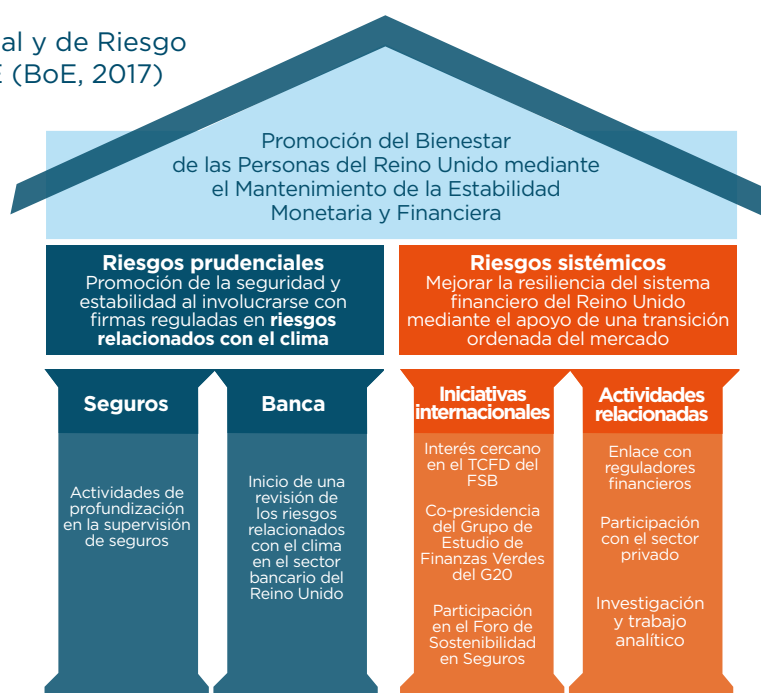 al y de Riesgo
(BoE, 2017)
Promoción del Bienestar
de las Personas del Reino Unido mediante
el Mantenimiento de la Estabilidad
Monetaria y Financiera
Riesgos prudenciales
Promoción de la seguridad y
estabilidad al involucrarse con
firmas reguladas en riesgos
relacionados con el clima
Riesgos sistémicos
Mejorar la resiliencia del sistema
financiero del Reino Unido
mediante el apoyo de una transición
ordenada del mercado
Seguros
Actividades de
profundización
en la supervisión
de seguros
Banca
Inicio de una
revisión de
los riesgos
relacionados
con el clima
en el sector
bancario del
Reino Unido
Iniciativas
internacionales
Interés cercano
en el TCFD del
FSB
Co-presidencia
del Grupo de
Estudio de
Finanzas Verdes
del G20
Participación
en el Foro de
Sostenibilidad
en Seguros
Actividades
relacionadas
Enlace con
reguladores
financieros
Participación
con el sector
privado
Investigación
y trabajo
analítico